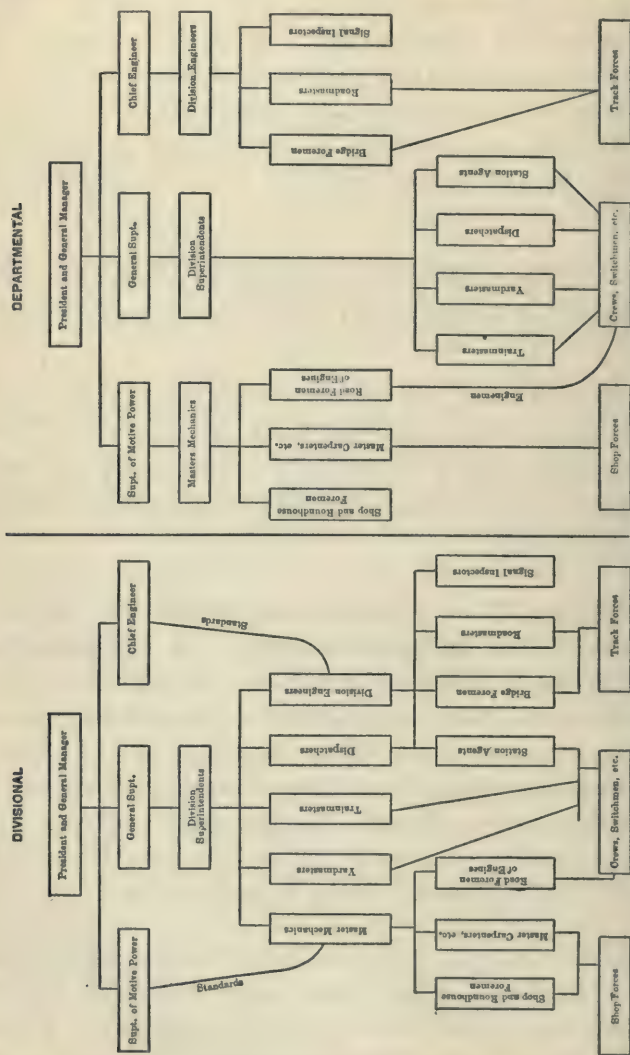 DIVISIONAL
President and General Manager
Supt. of Motive Power
General Supt.
Chief Engineer
Standards
Division
Superintendents
Standards
Master Mechanics
Yardmasters
Trainmasters
Dispatchers
Division Engineers
Shop and Roundhouse
Foremen
Master Carpenters, etc.
Road Foremen
of Engines
Station Agents
Bridge Foremen
Roadmasters
Signal Inspectors
Shop Forces
Crews, Switchmen, etc.
Track Forces
DEPARTMENTAL
President and General Manager
Supt. of Motive Power
General Supt.
Chief Engineer
Masters Mechanics
Division
Superintendents
Division Engineers
Shop and Roundhouse
Foremen
Master Carpenters, etc.
Road Foremen
of Engines
Bridge Foremen
Roadmasters
Signal Inspectors
Enginemen
Trainmasters
Yardmasters
Dispatchers
Station Agents
Shop Forces
Crews, Switchmen, etc.
Track Forces